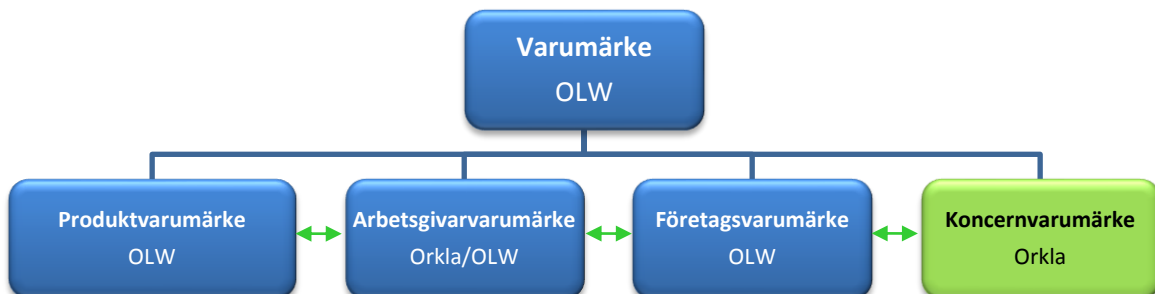 Varumärke
OLW
Produktvarumärke
OLW
Arbetsgivarvarumärke
Orkla/OLW
Företagsvarumärke
OLW
Koncernvarumärke
Orkla